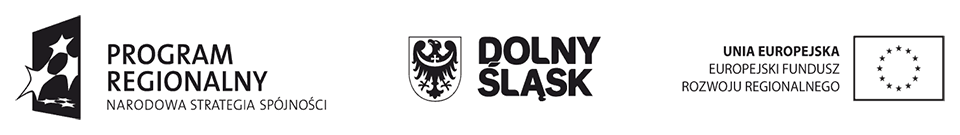 PROGRAM
REGIONALNY
NARODOWA STRATEGIA SPÓJNOŚCI
DOLNY
ŚLĄSK
UNIA EUROPEJSKA
EUROPEJSKI FUNDUSZ
ROZWOJU REGIONALNEGO